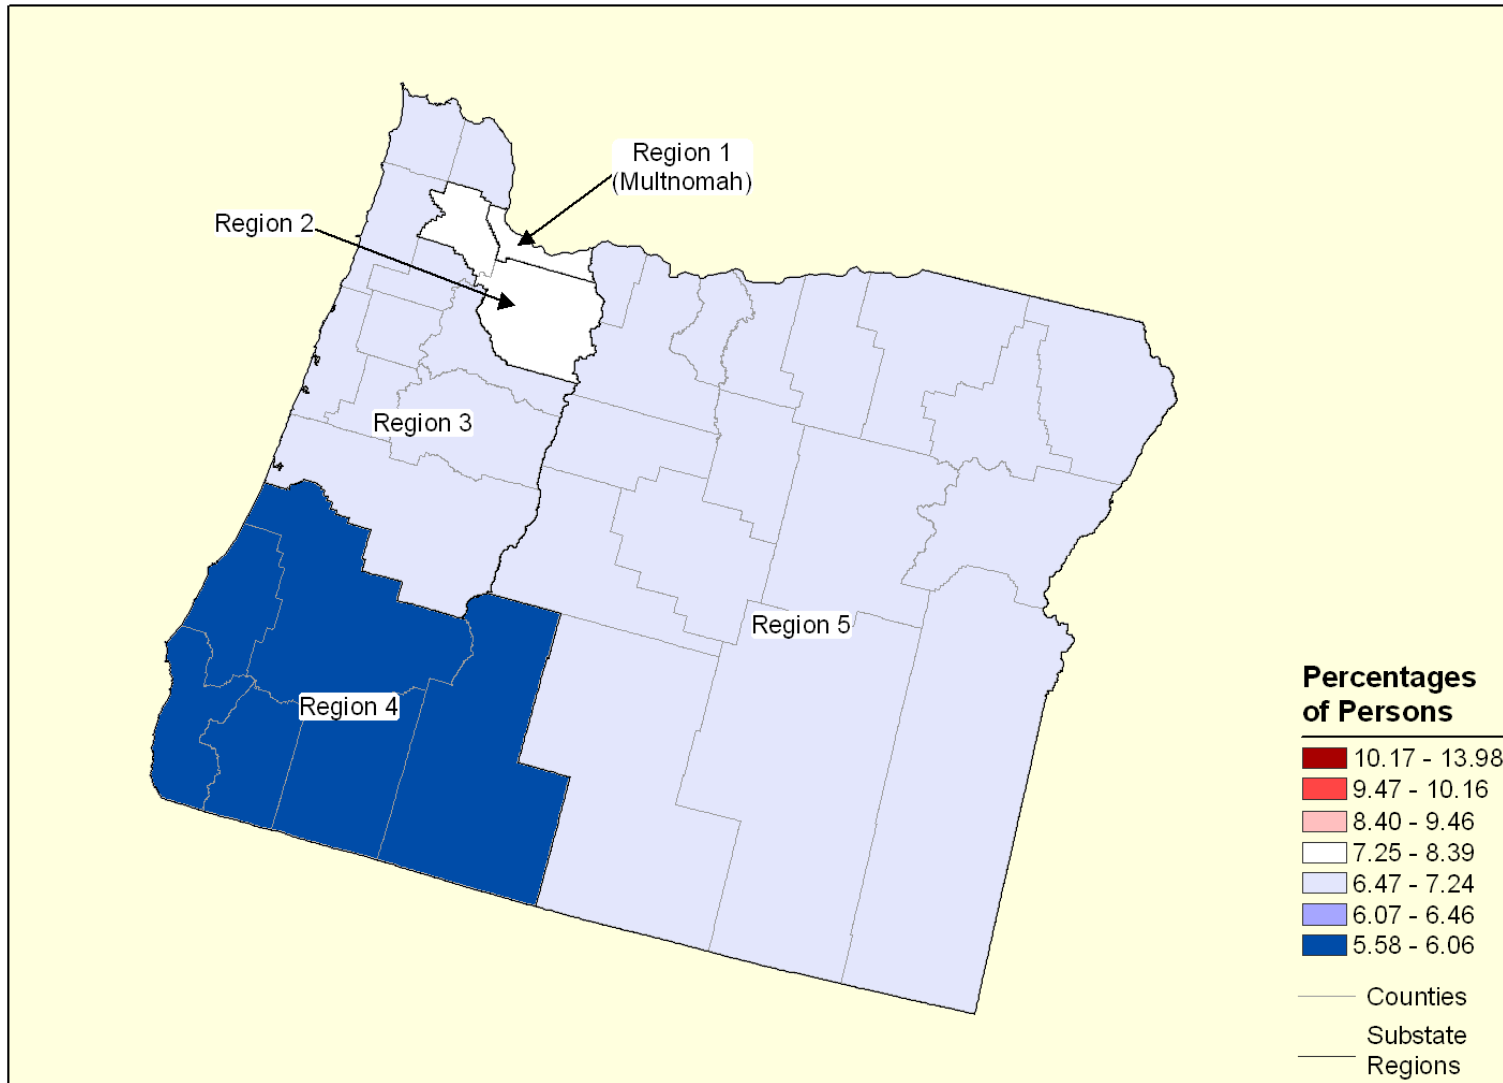 Region 1
(Multnomah)
Region 2
Region 3
Region 5
Region 4
Percentages
of Persons
10.17 - 13.98
9.47 - 10.16
8.40 - 9.46
7.25 - 8.39
6.47 - 7.24
6.07 - 6.46
5.58 - 6.06
Counties
Substate
Regions